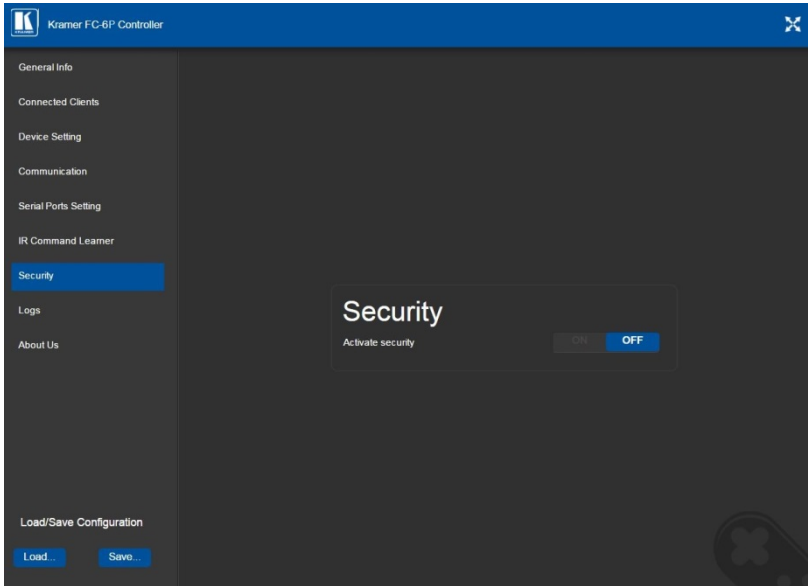 KRAMER
Kramer FC-6P Controller
General Info
Connected Clients
Device Setting
Communication
Serial Ports Setting
IR Command Learner
Security
Logs
About Us
Security
Activate security
ON OFF
Load/Save Configuration
Load... Save...